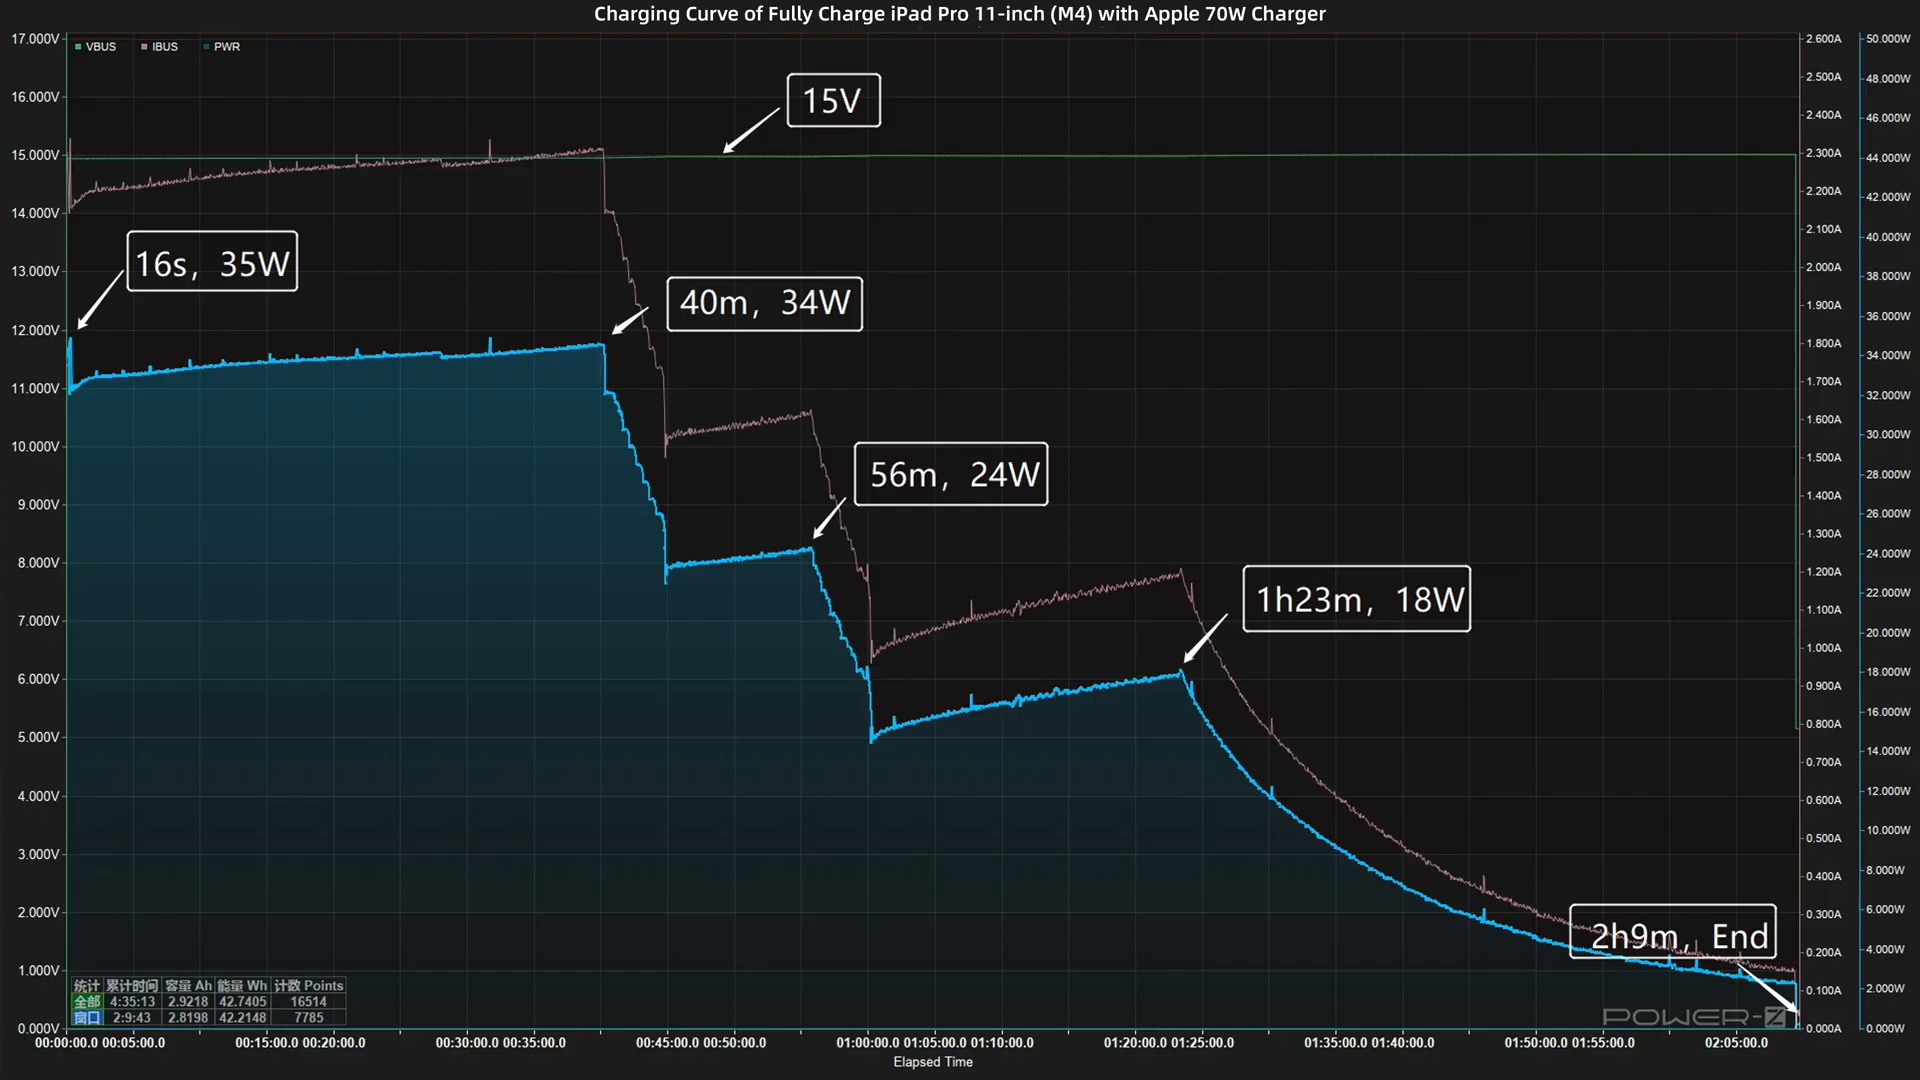 Charging Curve of Fully Charge iPad Pro 11-inch (M4) with Apple 70W Charger
VBUS IBUS PWR
17.000V
16.000V
15.000V
14.000V
13.000V
12.000V
11.000V
10.000V
9.000V
8.000V
7.000V
6.000V
5.000V
4.000V
3.000V
2.000V
1.000V
0.000V
15V
16s, 35W
40m, 34W
56m, 24W
1h23m, 18W
2h9m, End
2.600A
2.500A
2.400A
2.300A
2.200A
2.100A
2.000A
1.900A
1.800A
1.700A
1.600A
1.500A
1.400A
1.300A
1.200A
1.100A
1.000A
0.900A
0.800A
0.700A
0.600A
0.500A
0.400A
0.300A
0.200A
0.100A
0.000A
50.000W
48.000W
46.000W
44.000W
42.000W
40.000W
38.000W
36.000W
34.000W
32.000W
30.000W
28.000W
26.000W
24.000W
22.000W
20.000W
18.000W
16.000W
14.000W
12.000W
10.000W
8.000W
6.000W
4.000W
2.000W
0.000W
统计 累计时间 容量 Ah 能量 Wh 计数 Points
全部 4:35:13 2.9218 42.7405 16514
窗口 2:9:43 2.8198 42.2148 7785
POWER-Z
00:00:00.0 00:05:00.0 00:15:00.0 00:20:00.0 00:30:00.0 00:35:00.0 00:45:00.0 00:50:00.0 01:00:00.0 01:05:00.0 01:10:00.0 01:20:00.0 01:25:00.0 01:35:00.0 01:40:00.0 01:50:00.0 01:55:00.0 02:05:00.0
Elapsed Time